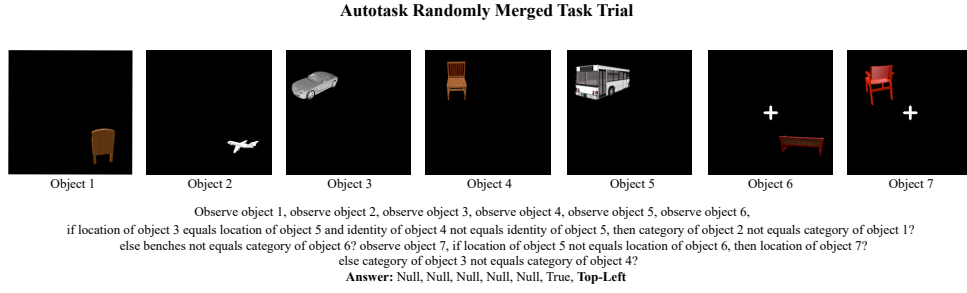 Autotask Randomly Merged Task Trial
Object 1
Object 2
Object 3
Object 4
Object 5
Object 6
Object 7
Observe object 1, observe object 2, observe object 3, observe object 4, observe object 5, observe object 6,
if location of object 3 equals location of object 5 and identity of object 4 not equals identity of object 5, then category of object 2 not equals category of object 1?
else benches not equals category of object 6? observe object 7, if location of object 5 not equals location of object 6, then location of object 7?
else category of object 3 not equals category of object 4?
Answer: Null, Null, Null, Null, Null, True, Top-Left